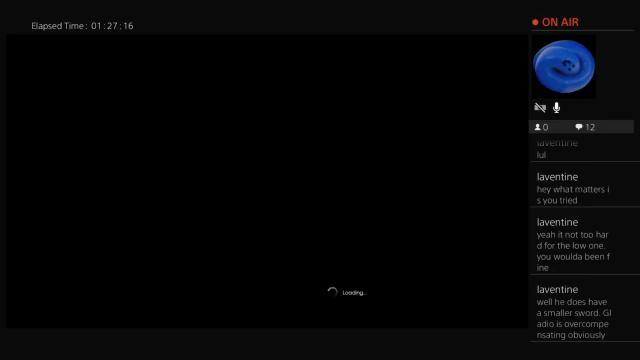 Elapsed Time: 01:27:16
ON AIR
0
12
laventine
lul
laventine
hey what matters i
s you tried
laventine
yeah it not too har
d for the low one.
you woulda been f
ine
laventine
well he does have
a smaller sword. Gl
adio is overcompe
nsating obviously
Loading...